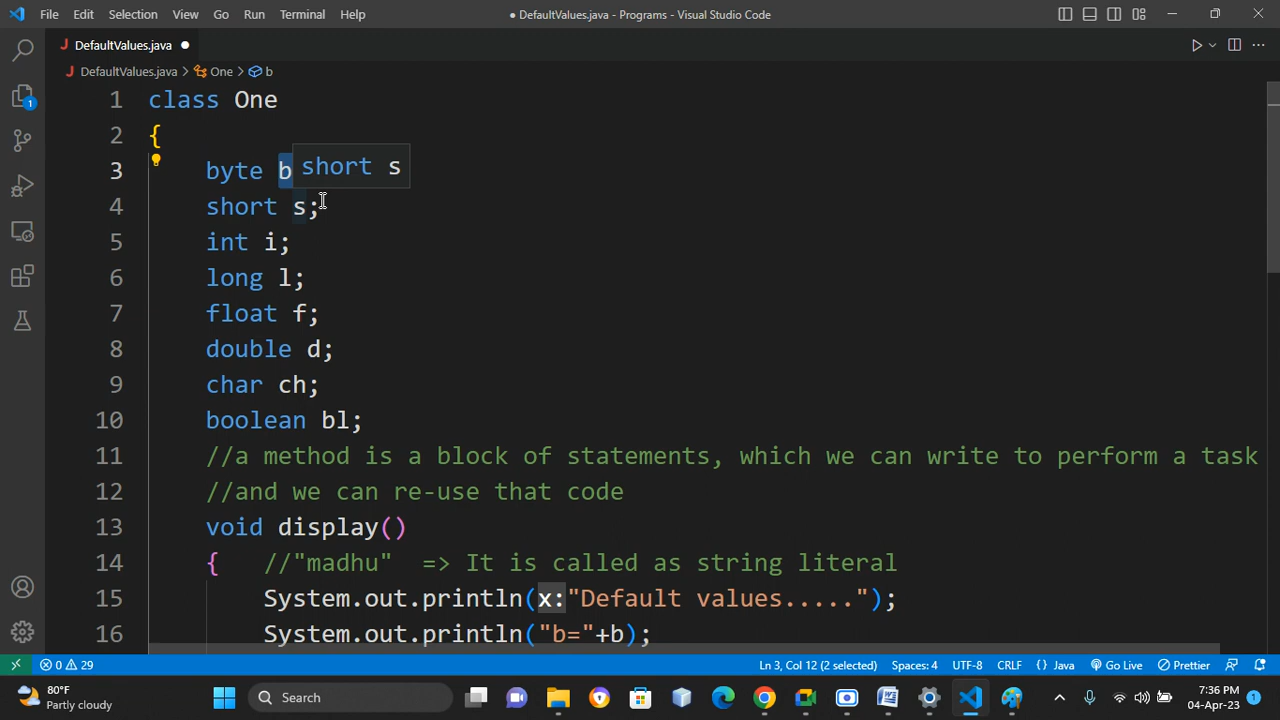 File Edit Selection View Go Run Terminal Help ● DefaultValues.java - Programs - Visual Studio Code
J DefaultValues.java ●
J DefaultValues.java > One > b
1 class One
2 {
3 byte b short s
4 short s;
5 int i;
6 long l;
7 float f;
8 double d;
9 char ch;
10 boolean bl;
11 //a method is a block of statements, which we can write to perform a task
12 //and we can re-use that code
13 void display()
14 { //"madhu" => It is called as string literal
15 System.out.println(x:"Default values.....");
16 System.out.println("b="+b);
1
0 29 Ln 3, Col 12 (2 selected) Spaces: 4 UTF-8 CRLF {} Java Go Live Prettier
80°F
Partly cloudy
Search
7:36 PM
04-Apr-23
1